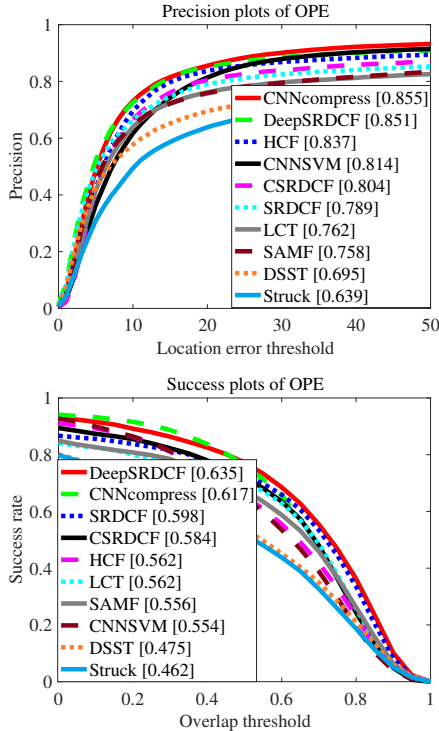 Precision plots of OPE
1
0.8
0.6
0.4
0.2
0
Precision
CNNcompress [0.855]
DeepSRDCF [0.851]
HCF [0.837]
CNNSVM [0.814]
CSRDCF [0.804]
SRDCF [0.789]
LCT [0.762]
SAMF [0.758]
DSST [0.695]
Struck [0.639]
0 10 20 30 40 50
Location error threshold
Success plots of OPE
1
0.8
0.6
0.4
0.2
0
Success rate
DeepSRDCF [0.635]
CNNcompress [0.617]
SRDCF [0.598]
CSRDCF [0.584]
HCF [0.562]
LCT [0.562]
SAMF [0.556]
CNNSVM [0.554]
DSST [0.475]
Struck [0.462]
0 0.2 0.4 0.6 0.8 1
Overlap threshold